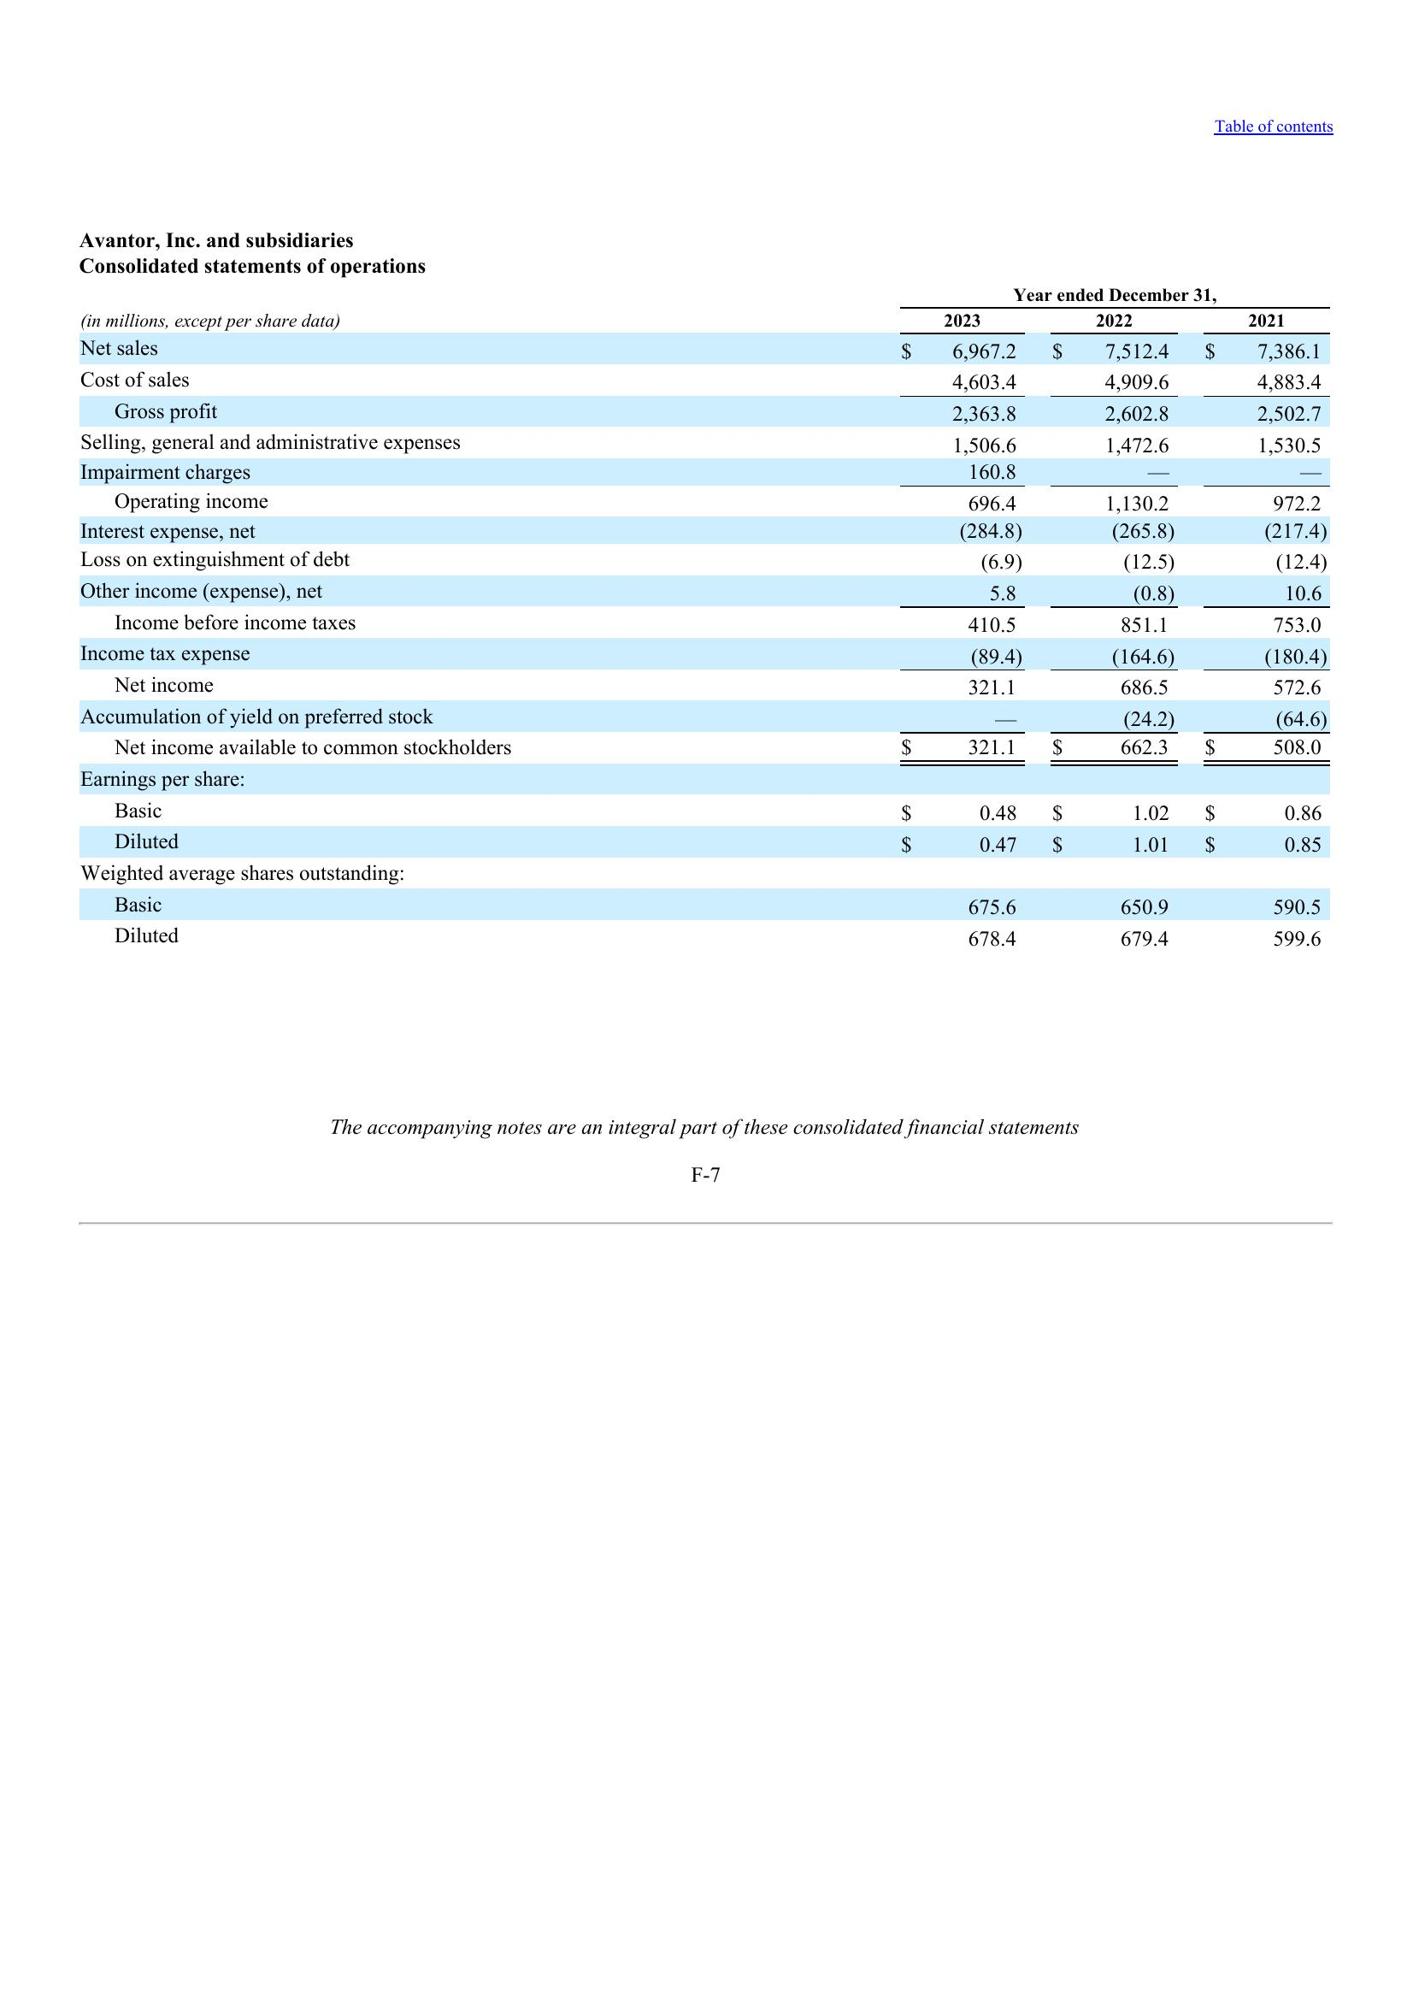 Table of contents
Avantor, Inc. and subsidiaries
Consolidated statements of operations
Year ended December 31,
(in millions, except per share data) 2023 2022 2021
Net sales $ 6,967.2 $ 7,512.4 $ 7,386.1
Cost of sales 4,603.4 4,909.6 4,883.4
Gross profit 2,363.8 2,602.8 2,502.7
Selling, general and administrative expenses 1,506.6 1,472.6 1,530.5
Impairment charges 160.8 — —
Operating income 696.4 1,130.2 972.2
Interest expense, net (284.8) (265.8) (217.4)
Loss on extinguishment of debt (6.9) (12.5) (12.4)
Other income (expense), net 5.8 (0.8) 10.6
Income before income taxes 410.5 851.1 753.0
Income tax expense (89.4) (164.6) (180.4)
Net income 321.1 686.5 572.6
Accumulation of yield on preferred stock — (24.2) (64.6)
Net income available to common stockholders $ 321.1 $ 662.3 $ 508.0
Earnings per share:
Basic $ 0.48 $ 1.02 $ 0.86
Diluted $ 0.47 $ 1.01 $ 0.85
Weighted average shares outstanding:
Basic 675.6 650.9 590.5
Diluted 678.4 679.4 599.6
The accompanying notes are an integral part of these consolidated financial statements
F-7